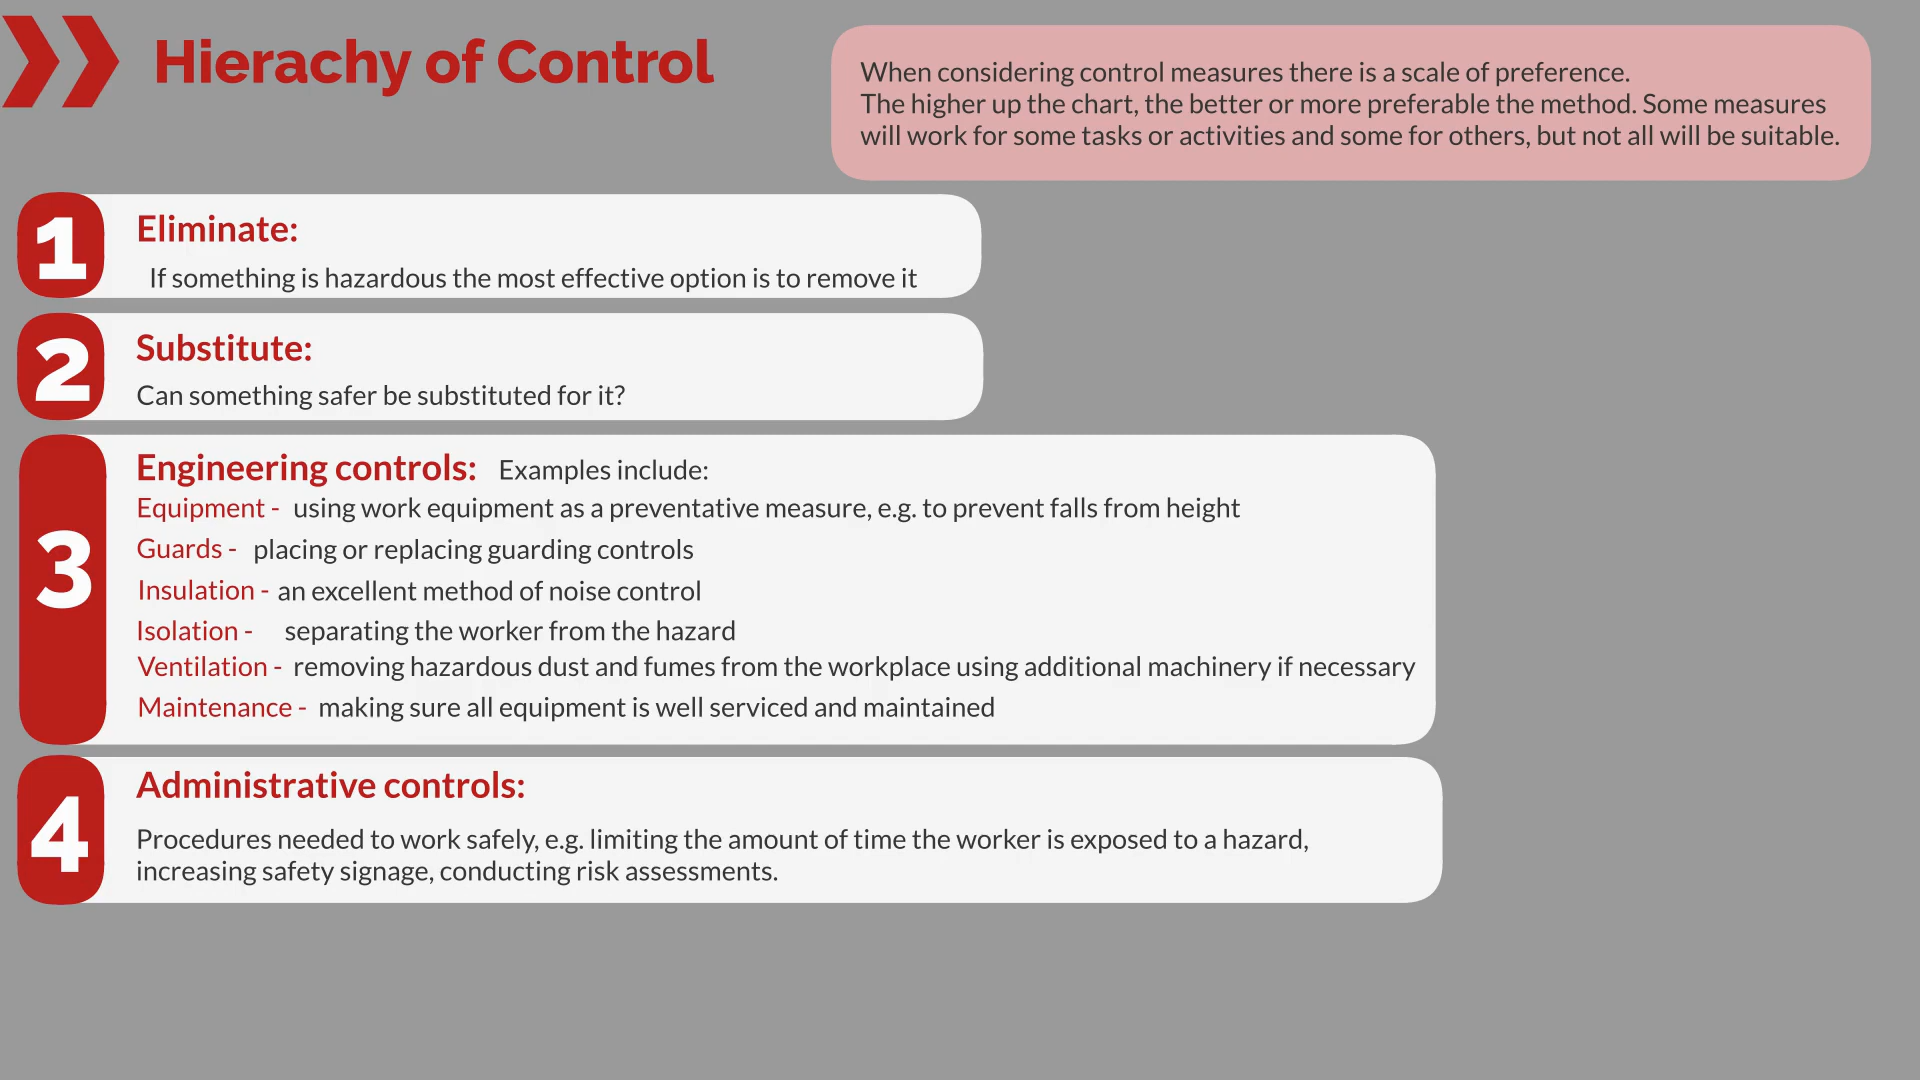 Hierachy of Control
When considering control measures there is a scale of preference.
The higher up the chart, the better or more preferable the method. Some measures
will work for some tasks or activities and some for others, but not all will be suitable.
1
Eliminate:
If something is hazardous the most effective option is to remove it
2
Substitute:
Can something safer be substituted for it?
3
Engineering controls: Examples include:
Equipment - using work equipment as a preventative measure, e.g. to prevent falls from height
Guards - placing or replacing guarding controls
Insulation - an excellent method of noise control
Isolation - separating the worker from the hazard
Ventilation - removing hazardous dust and fumes from the workplace using additional machinery if necessary
Maintenance - making sure all equipment is well serviced and maintained
4
Administrative controls:
Procedures needed to work safely, e.g. limiting the amount of time the worker is exposed to a hazard,
increasing safety signage, conducting risk assessments.